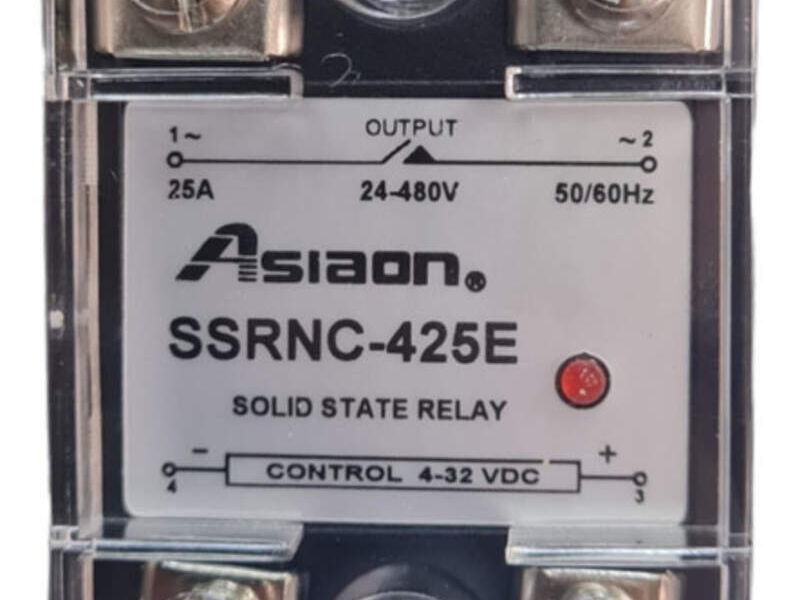 OUTPUT
1~ ~2
25A 24-480V 50/60Hz
Asiaon®
SSRNC-425E
SOLID STATE RELAY
- +
CONTROL 4-32 VDC
4 3